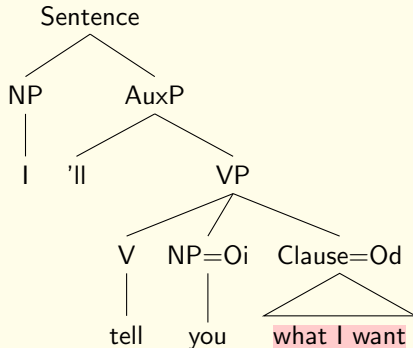 Sentence
NP AuxP
I 'll VP
V NP=Oi Clause=Od
tell you what I want